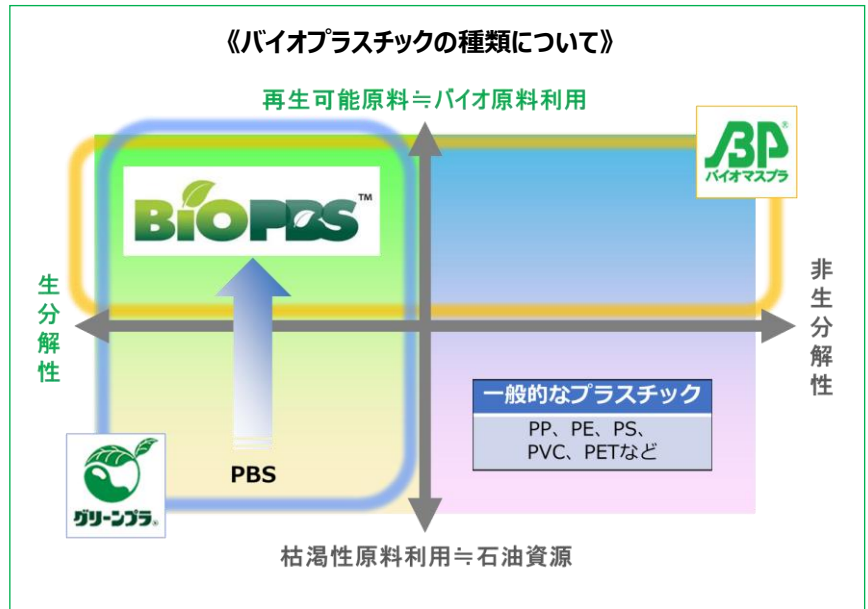 《バイオプラスチックの種類について》
再生可能原料≒バイオ原料利用
BP®
バイオマスプラ
BioPBS™
生分解性
非生分解性
一般的なプラスチック
PP、PE、PS、
PVC、PETなど
PBS
グリーンプラ®
枯渇性原料利用≒石油資源